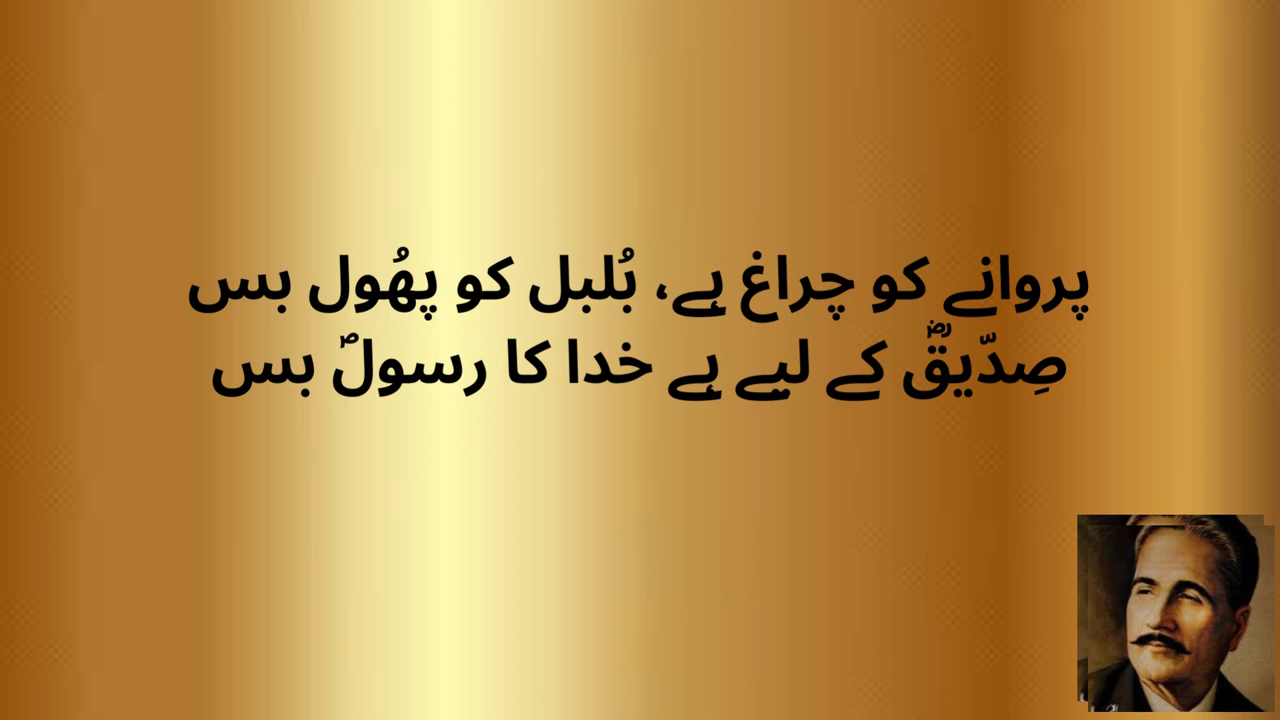 پروانے کو چراغ ہے، بُلبل کو پھُول بس
صِدّیقؓ کے لیے ہے خدا کا رسولؐ بس